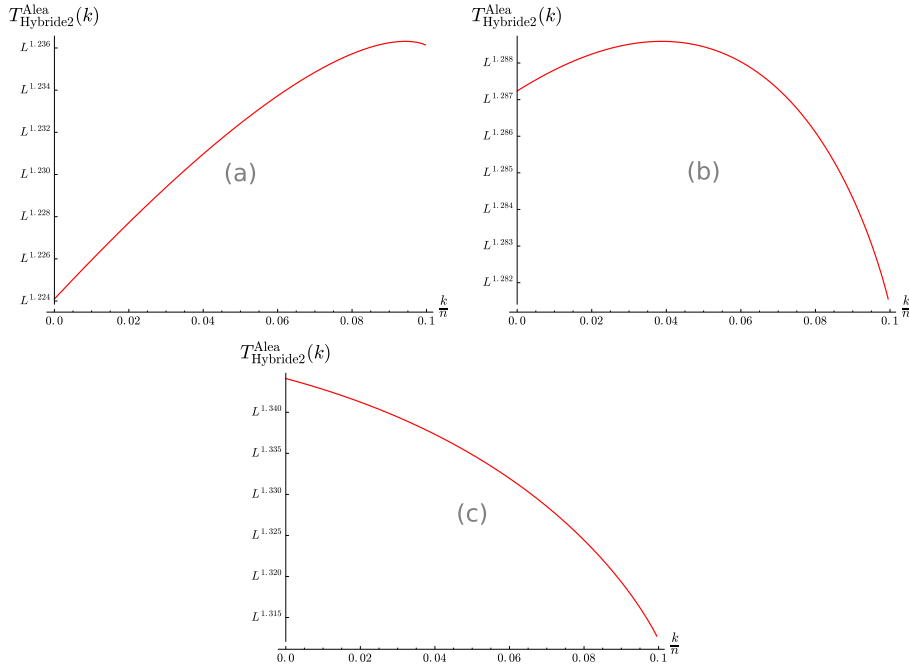 T^Alea_Hybride2(k)
L^1.236
L^1.234
L^1.232
L^1.230
L^1.228
L^1.226
L^1.224
(a)
0.0 0.02 0.04 0.06 0.08 0.1
k/n
T^Alea_Hybride2(k)
L^1.288
L^1.287
L^1.286
L^1.285
L^1.284
L^1.283
L^1.282
(b)
0.0 0.02 0.04 0.06 0.08 0.1
k/n
T^Alea_Hybride2(k)
L^1.340
L^1.335
L^1.330
L^1.325
L^1.320
L^1.315
(c)
0.0 0.02 0.04 0.06 0.08 0.1
k/n